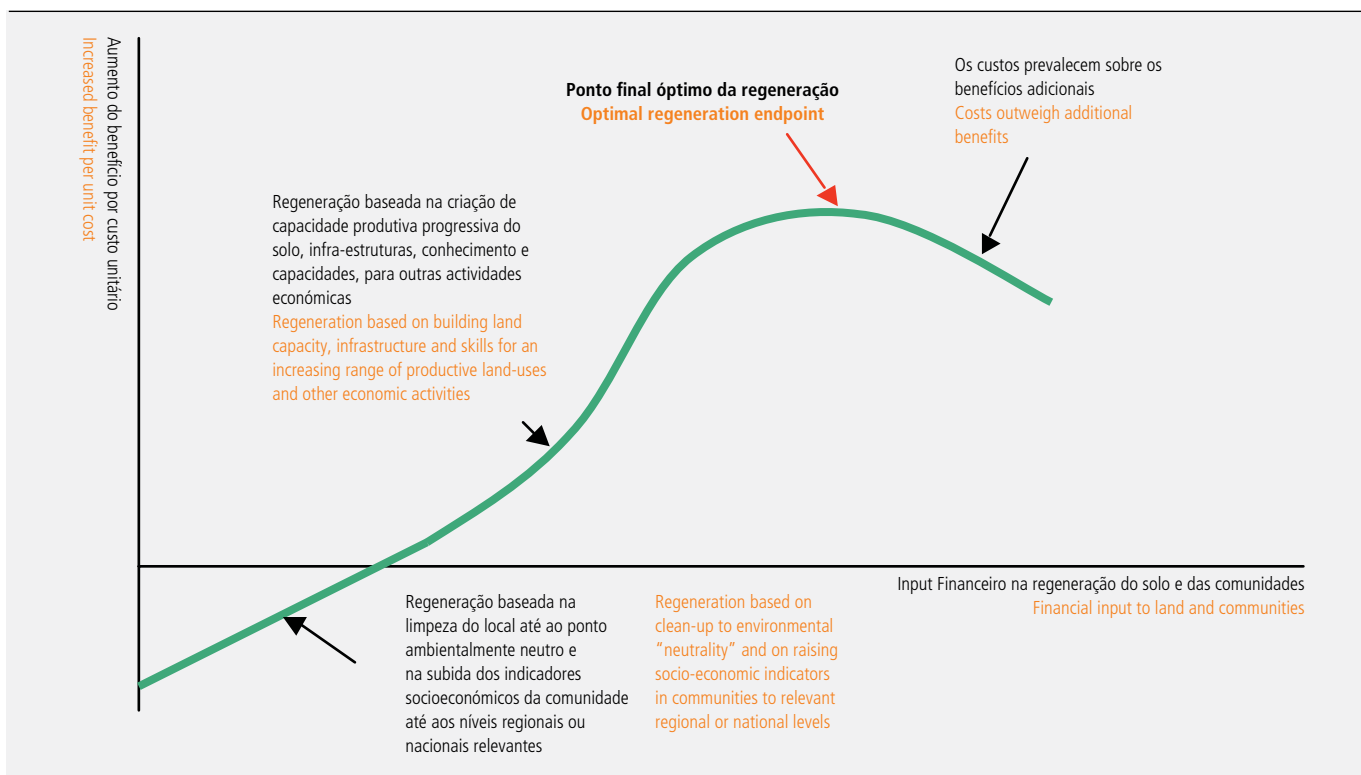 Aumento do benefício por custo unitário
Increased benefit per unit cost
Ponto final óptimo da regeneração
Optimal regeneration endpoint
Os custos prevalecem sobre os
benefícios adicionais
Costs outweigh additional
benefits
Regeneração baseada na criação de
capacidade produtiva progressiva do
solo, infra-estruturas, conhecimento e
capacidades, para outras actividades
económicas
Regeneration based on building land
capacity, infrastructure and skills for an
increasing range of productive land-uses
and other economic activities
Input Financeiro na regeneração do solo e das comunidades
Financial input to land and communities
Regeneração baseada na
limpeza do local até ao ponto
ambientalmente neutro e
na subida dos indicadores
socioeconómicos da comunidade
até aos níveis regionais ou
nacionais relevantes
Regeneration based on
clean-up to environmental
“neutrality” and on raising
socio-economic indicators
in communities to relevant
regional or national levels